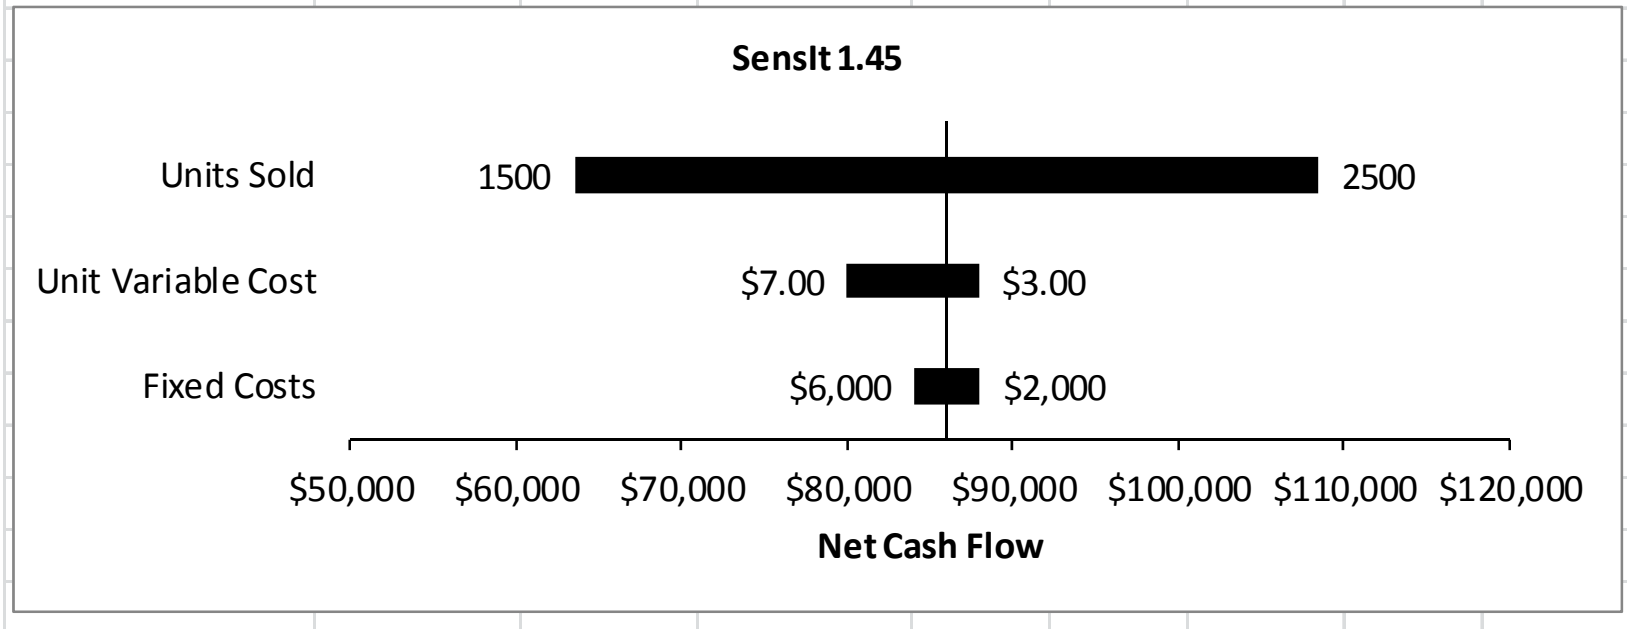 SensIt 1.45
Units Sold 1500 2500
Unit Variable Cost $7.00 $3.00
Fixed Costs $6,000 $2,000
$50,000 $60,000 $70,000 $80,000 $90,000 $100,000 $110,000 $120,000
Net Cash Flow